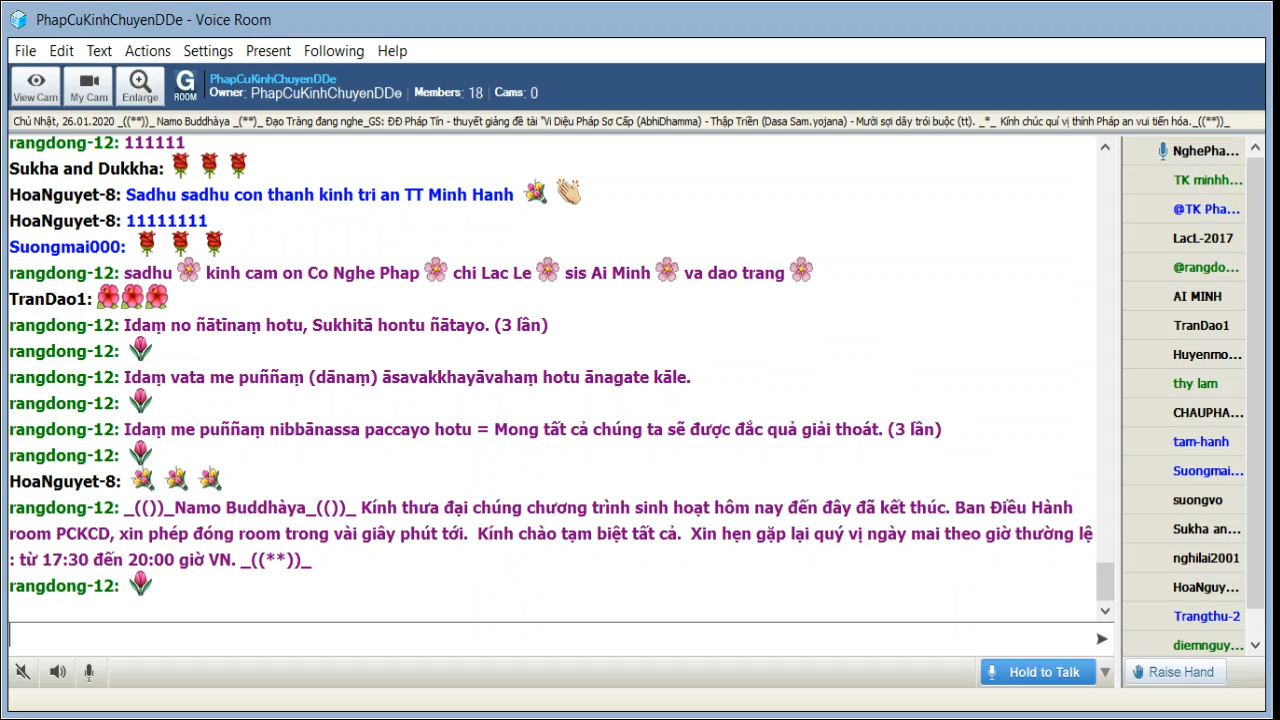 PhapCuKinhChuyenDDe - Voice Room
File Edit Text Actions Settings Present Following Help
View Cam My Cam Enlarge G ROOM
PhapCuKinhChuyenDDe
Owner: PhapCuKinhChuyenDDe Members: 18 Cams: 0
Chủ Nhật, 26.01.2020 _((**))_ Namo Buddhàya _(**)_ Đạo Tràng đang nghe_GS: ĐĐ Pháp Tín - thuyết giảng đề tài "Vi Diệu Pháp Sơ Cấp (AbhiDhamma) - Thập Triền (Dasa Sam.yojana) - Mười sợi dây trói buộc (tt). _*_ Kính chúc quí vị thính Pháp an vui tiến hóa._((**))_
rangdong-12: 111111
Sukha and Dukkha:
HoaNguyet-8: Sadhu sadhu con thanh kinh tri an TT Minh Hanh
HoaNguyet-8: 11111111
Suongmai000:
rangdong-12: sadhu kinh cam on Co Nghe Phap chi Lac Le sis Ai Minh va dao trang
TranDao1:
rangdong-12: Idaṃ no ñātīnaṃ hotu, Sukhitā hontu ñātayo. (3 lần)
rangdong-12:
rangdong-12: Idaṃ vata me puññaṃ (dānaṃ) āsavakkhayāvahaṃ hotu ānagate kāle.
rangdong-12:
rangdong-12: Idaṃ me puññaṃ nibbānassa paccayo hotu = Mong tất cả chúng ta sẽ được đắc quả giải thoát. (3 lần)
rangdong-12:
HoaNguyet-8:
rangdong-12: _(())_Namo Buddhàya_(())_ Kính thưa đại chúng chương trình sinh hoạt hôm nay đến đây đã kết thúc. Ban Điều Hành
room PCKCD, xin phép đóng room trong vài giây phút tới. Kính chào tạm biệt tất cả. Xin hẹn gặp lại quý vị ngày mai theo giờ thường lệ
: từ 17:30 đến 20:00 giờ VN. _((**))_
rangdong-12:
NghePha...
TK minhh...
@TK Pha...
LacL-2017
@rangdo...
AI MINH
TranDao1
Huyenmo...
thy lam
CHAUPHA...
tam-hanh
Suongmai...
suongvo
Sukha an...
nghilai2001
HoaNguy...
Trangthu-2
diemnguy...
Hold to Talk
Raise Hand